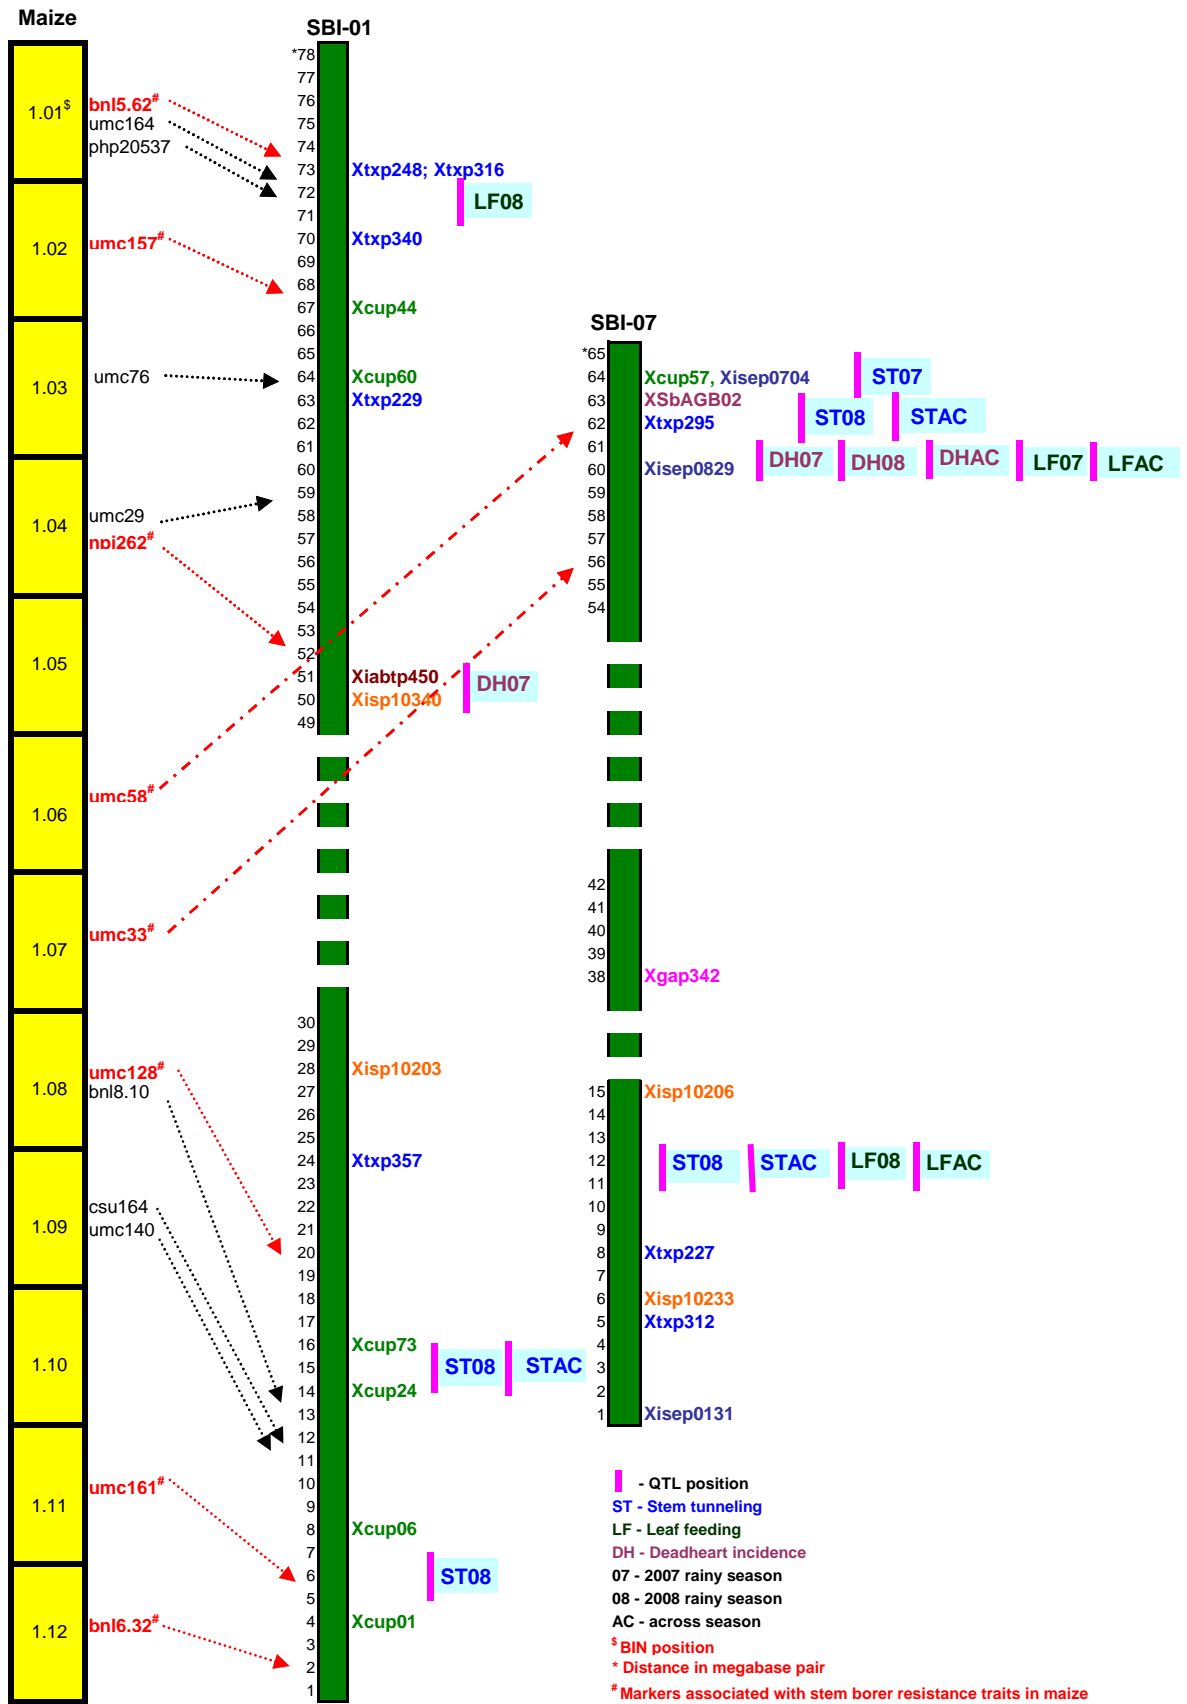 Maize
1.01$
1.02
1.03
1.04
1.05
1.06
1.07
1.08
1.09
1.10
1.11
1.12
bnl5.62#
umc164
php20537
umc157#
umc76
umc29
npi262#
umc58#
umc33#
umc128#
bnl8.10
csu164
umc140
umc161#
bnl6.32#
SBI-01
*78
77
76
75
74
73
72
71
70
69
68
67
66
65
64
63
62
61
60
59
58
57
56
55
54
53
52
51
50
49
30
29
28
27
26
25
24
23
22
21
20
19
18
17
16
15
14
13
12
11
10
9
8
7
6
5
4
3
2
1
Xtxp248; Xtxp316
LF08
Xtxp340
Xcup44
Xcup60
Xtxp229
Xiabtp450
Xisp10340
DH07
Xisp10203
Xtxp357
Xcup73
Xcup24
ST08
STAC
Xcup06
ST08
Xcup01
SBI-07
*65
64
63
62
61
60
59
58
57
56
55
54
42
41
40
39
38
15
14
13
12
11
10
9
8
7
6
5
4
3
2
1
Xcup57, Xisep0704
ST07
XSbAGB02
Xtxp295
ST08
STAC
Xisep0829
DH07
DH08
DHAC
LF07
LFAC
Xgap342
Xisp10206
ST08
STAC
LF08
LFAC
Xtxp227
Xisp10233
Xtxp312
Xisep0131
- QTL position
ST - Stem tunneling
LF - Leaf feeding
DH - Deadheart incidence
07 - 2007 rainy season
08 - 2008 rainy season
AC - across season
$ BIN position
* Distance in megabase pair
# Markers associated with stem borer resistance traits in maize